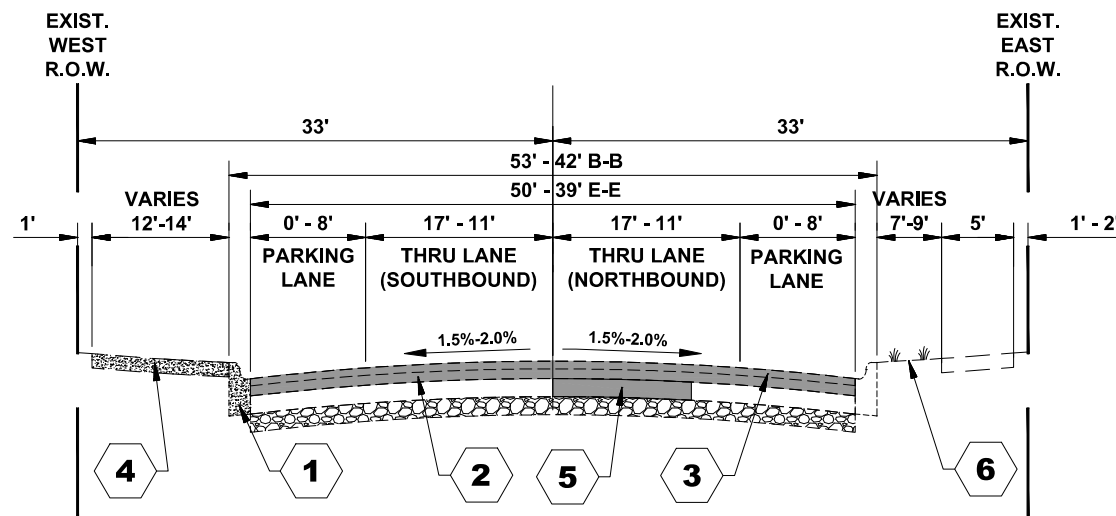 EXIST.
WEST
R.O.W.
EXIST.
EAST
R.O.W.
33'
33'
53' - 42' B-B
50' - 39' E-E
VARIES
VARIES
1'
12'-14'
0' - 8'
17' - 11'
17' - 11'
0' - 8'
7'-9'
5'
1' - 2'
PARKING
LANE
THRU LANE
(SOUTHBOUND)
THRU LANE
(NORTHBOUND)
PARKING
LANE
1.5%-2.0%
1.5%-2.0%
4
1
2
5
3
6